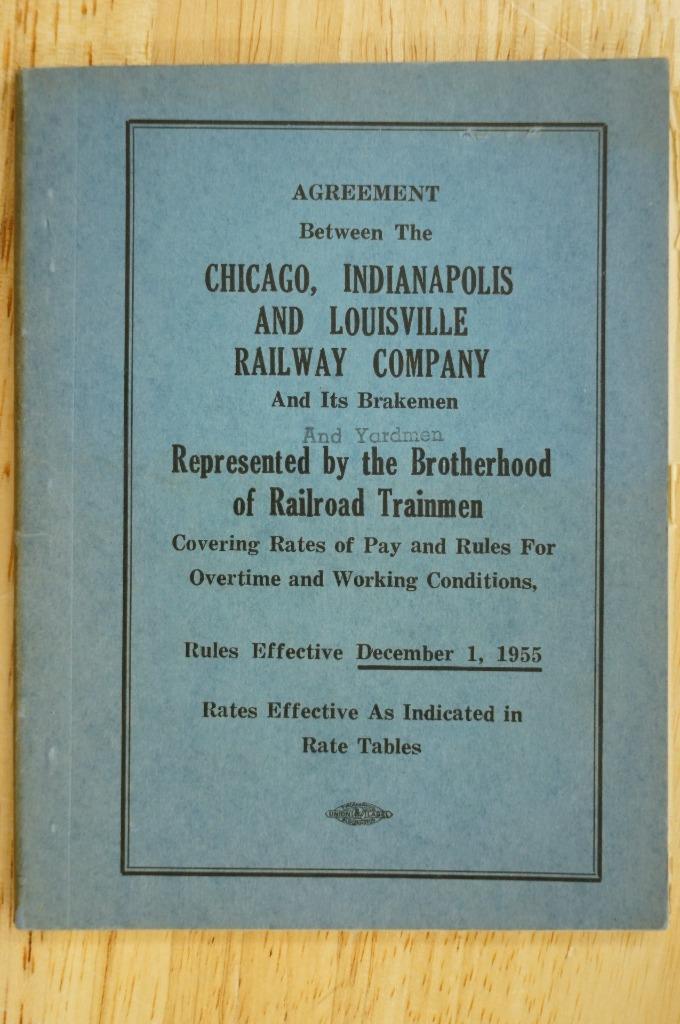 AGREEMENT
Between The
CHICAGO, INDIANAPOLIS
AND LOUISVILLE
RAILWAY COMPANY
And Its Brakemen
And Yardmen
Represented by the Brotherhood
of Railroad Trainmen
Covering Rates of Pay and Rules For
Overtime and Working Conditions,
Rules Effective December 1, 1955
Rates Effective As Indicated in
Rate Tables
UNION LABEL